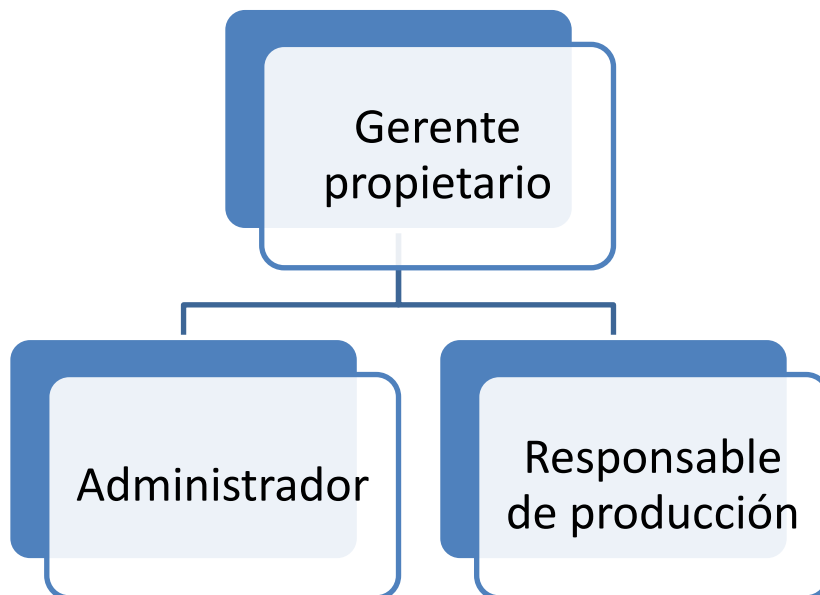 Gerente
propietario
Administrador
Responsable
de producción